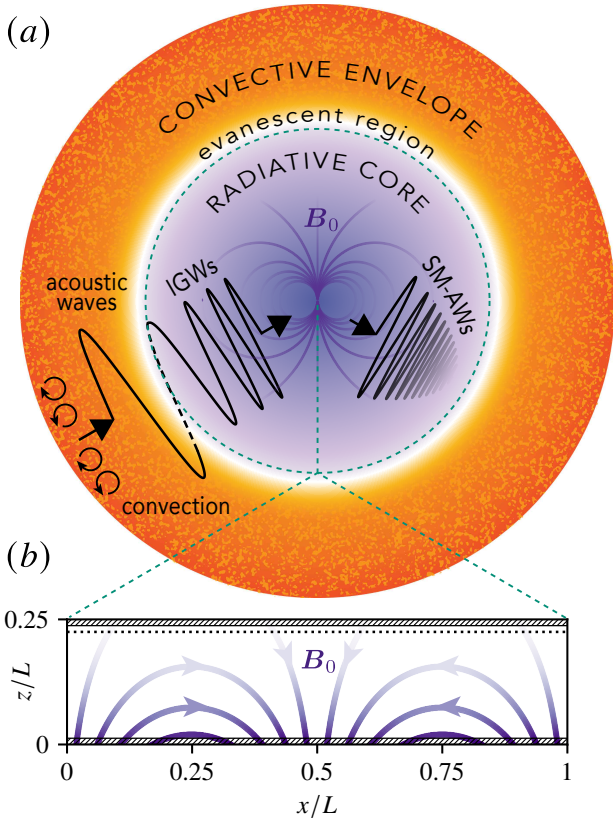 (a)
CONVECTIVE ENVELOPE
evanescent region
RADIATIVE CORE
B₀
acoustic
waves
IGWs
SM-AWs
convection
(b)
0.25
z/L
0
B₀
0
0.25
0.5
0.75
1
x/L